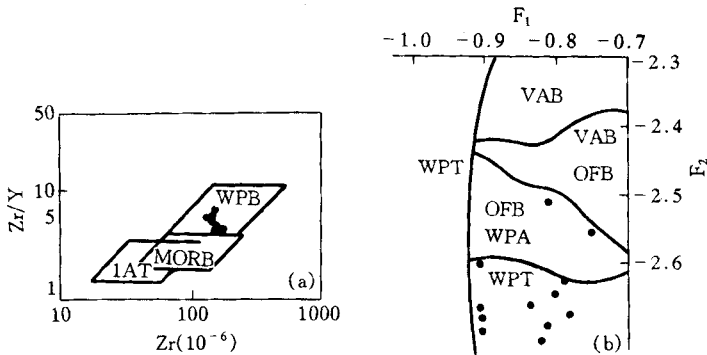 50
10
5
1
Zr/Y
WPB
MORB
1AT
(a)
10
100
1000
Zr(10⁻⁶)
F₁
-1.0
-0.9
-0.8
-0.7
-2.3
-2.4
-2.5
-2.6
F₂
VAB
VAB
WPT
OFB
OFB
WPA
WPT
(b)